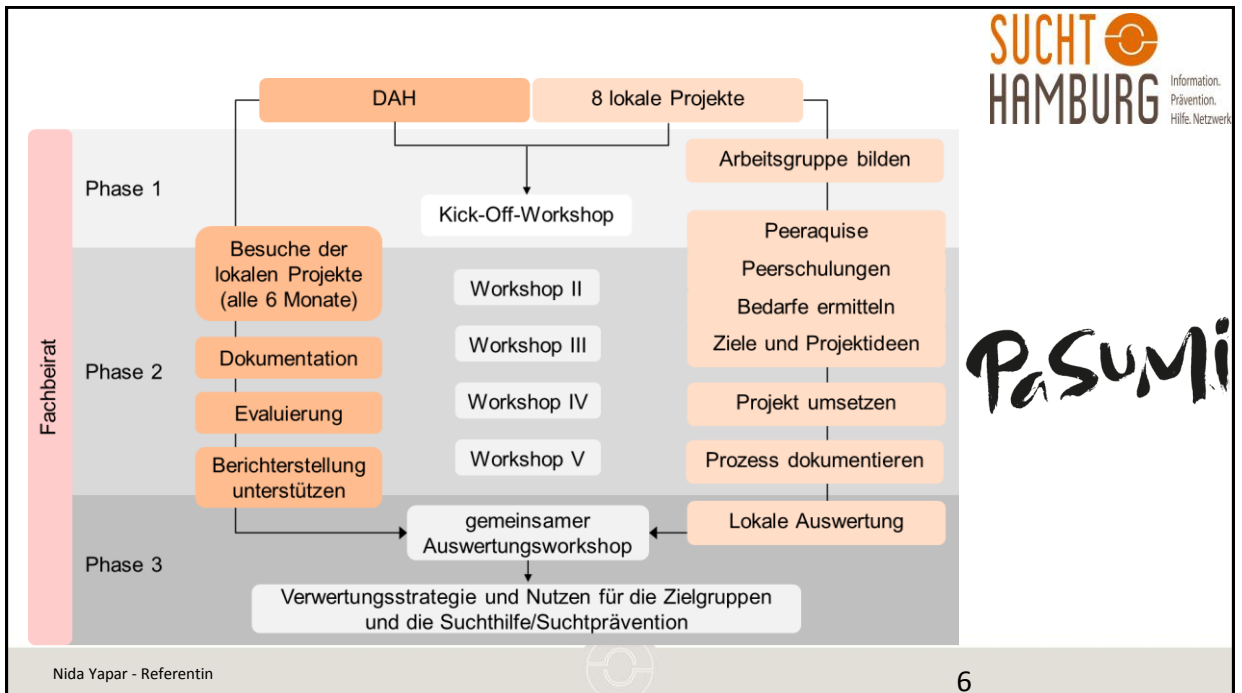 SUCHT
HAMBURG
Information.
Prävention.
Hilfe. Netzwerk
DAH
8 lokale Projekte
Fachbeirat
Phase 1
Kick-Off-Workshop
Arbeitsgruppe bilden
Peeraquise
Peerschulungen
Bedarfe ermitteln
Ziele und Projektideen
Besuche der
lokalen Projekte
(alle 6 Monate)
Phase 2
Dokumentation
Evaluierung
Berichterstellung
unterstützen
Workshop II
Workshop III
Workshop IV
Workshop V
Projekt umsetzen
Prozess dokumentieren
PaSuMi
Phase 3
Lokale Auswertung
gemeinsamer
Auswertungsworkshop
Verwertungsstrategie und Nutzen für die Zielgruppen
und die Suchthilfe/Suchtprävention
Nida Yapar - Referentin
6